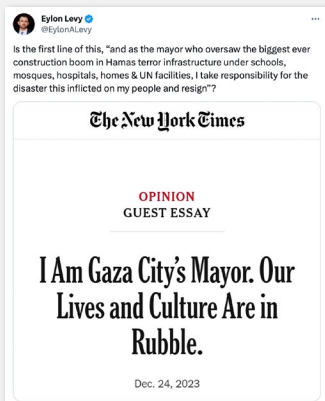 Eylon Levy
@EylonALevy
Is the first line of this, “and as the mayor who oversaw the biggest ever
construction boom in Hamas terror infrastructure under schools,
mosques, hospitals, homes & UN facilities, I take responsibility for the
disaster this inflicted on my people and resign”?
The New York Times
OPINION
GUEST ESSAY
I Am Gaza City’s Mayor. Our
Lives and Culture Are in
Rubble.
Dec. 24, 2023